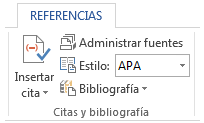 REFERENCIAS
Insertar
cita
Administrar fuentes
Estilo: APA
Bibliografía
Citas y bibliografía